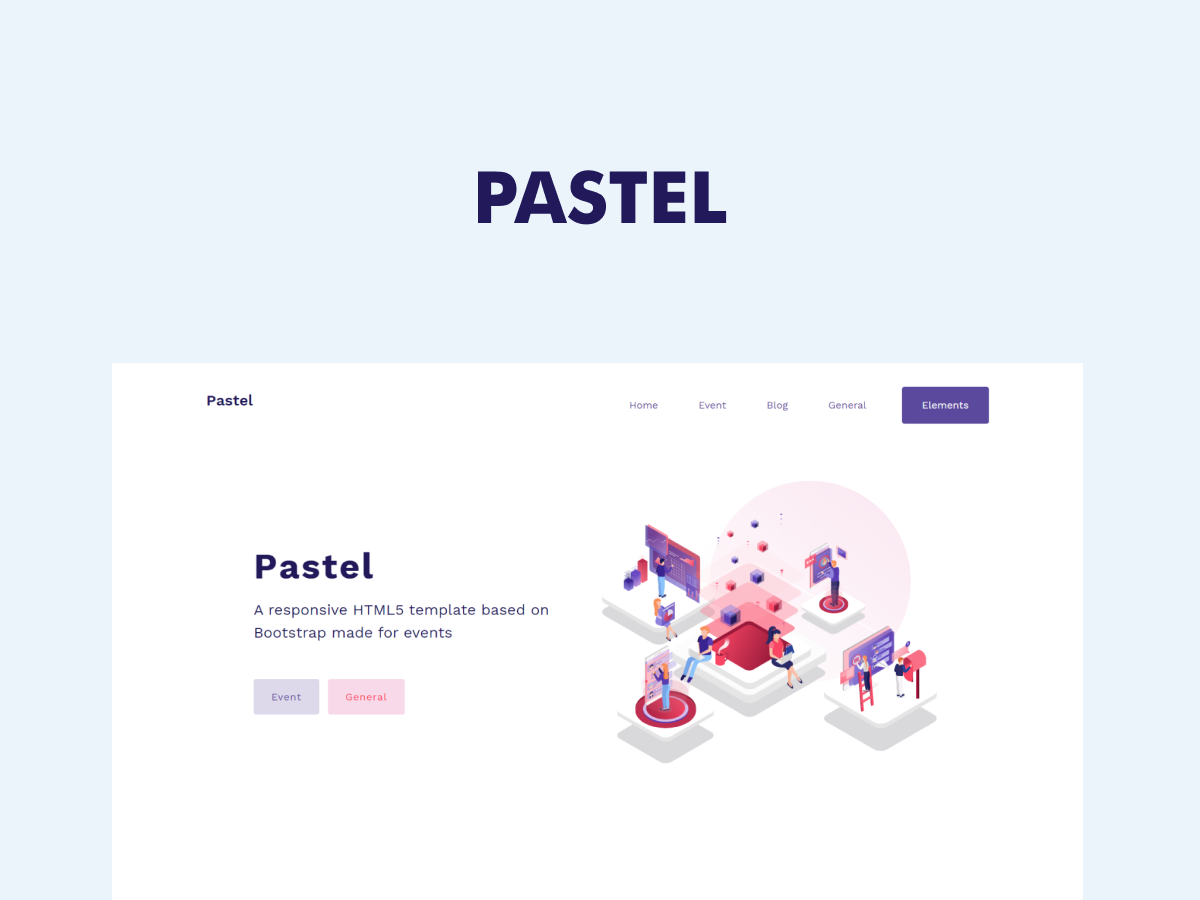 PASTEL
Pastel
Home Event Blog General Elements
Pastel
A responsive HTML5 template based on
Bootstrap made for events
Event General